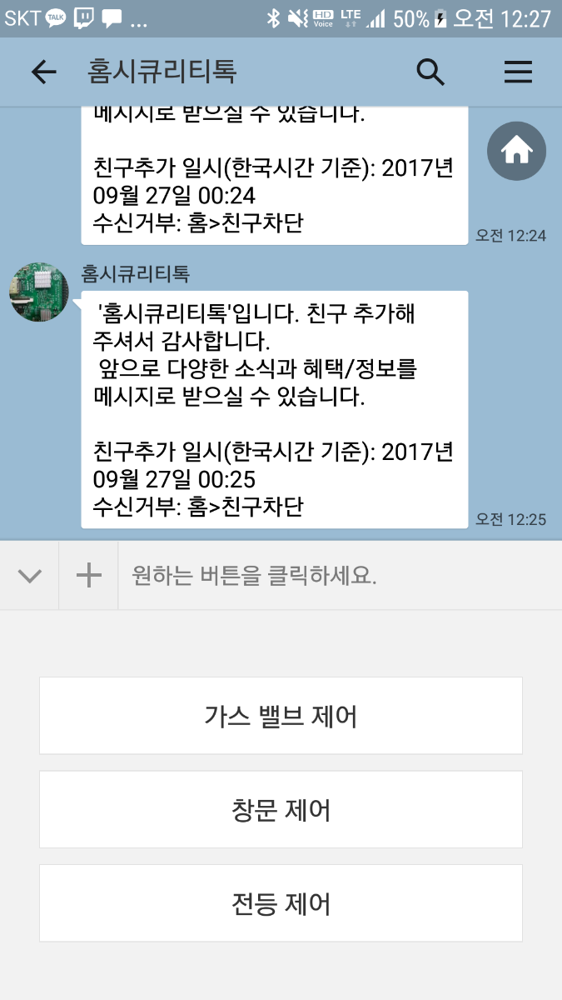 SKT TALK ... HD Voice LTE 50% 오전 12:27
홈시큐리티톡
메시지로 받으실 수 있습니다.
친구추가 일시(한국시간 기준): 2017년
09월 27일 00:24
수신거부: 홈>친구차단
오전 12:24
홈시큐리티톡
'홈시큐리티톡'입니다. 친구 추가해
주셔서 감사합니다.
앞으로 다양한 소식과 혜택/정보를
메시지로 받으실 수 있습니다.
친구추가 일시(한국시간 기준): 2017년
09월 27일 00:25
수신거부: 홈>친구차단
오전 12:25
원하는 버튼을 클릭하세요.
가스 밸브 제어
창문 제어
전등 제어